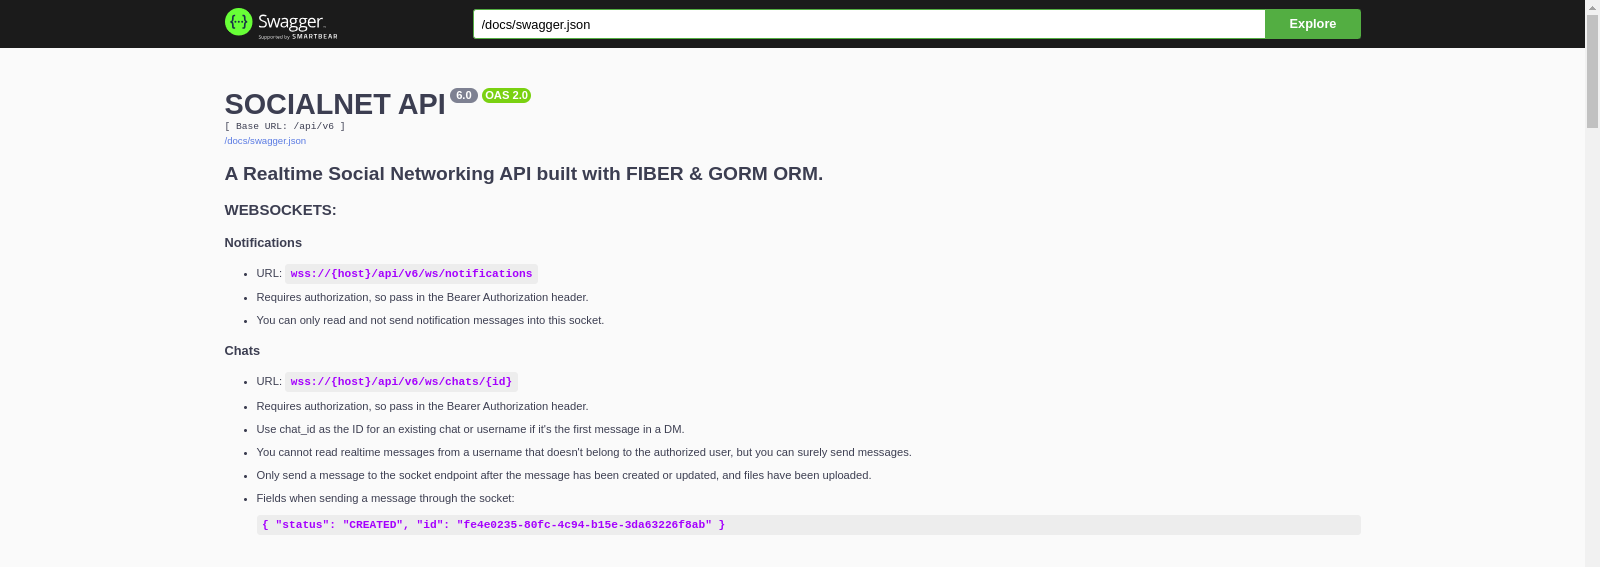 Swagger
Supported by SMARTBEAR
/docs/swagger.json
Explore
SOCIALNET API 6.0 OAS 2.0
[ Base URL: /api/v6 ]
/docs/swagger.json
A Realtime Social Networking API built with FIBER & GORM ORM.
WEBSOCKETS:
Notifications
URL: wss://{host}/api/v6/ws/notifications
Requires authorization, so pass in the Bearer Authorization header.
You can only read and not send notification messages into this socket.
Chats
URL: wss://{host}/api/v6/ws/chats/{id}
Requires authorization, so pass in the Bearer Authorization header.
Use chat_id as the ID for an existing chat or username if it's the first message in a DM.
You cannot read realtime messages from a username that doesn't belong to the authorized user, but you can surely send messages.
Only send a message to the socket endpoint after the message has been created or updated, and files have been uploaded.
Fields when sending a message through the socket:
{ "status": "CREATED", "id": "fe4e0235-80fc-4c94-b15e-3da63226f8ab" }